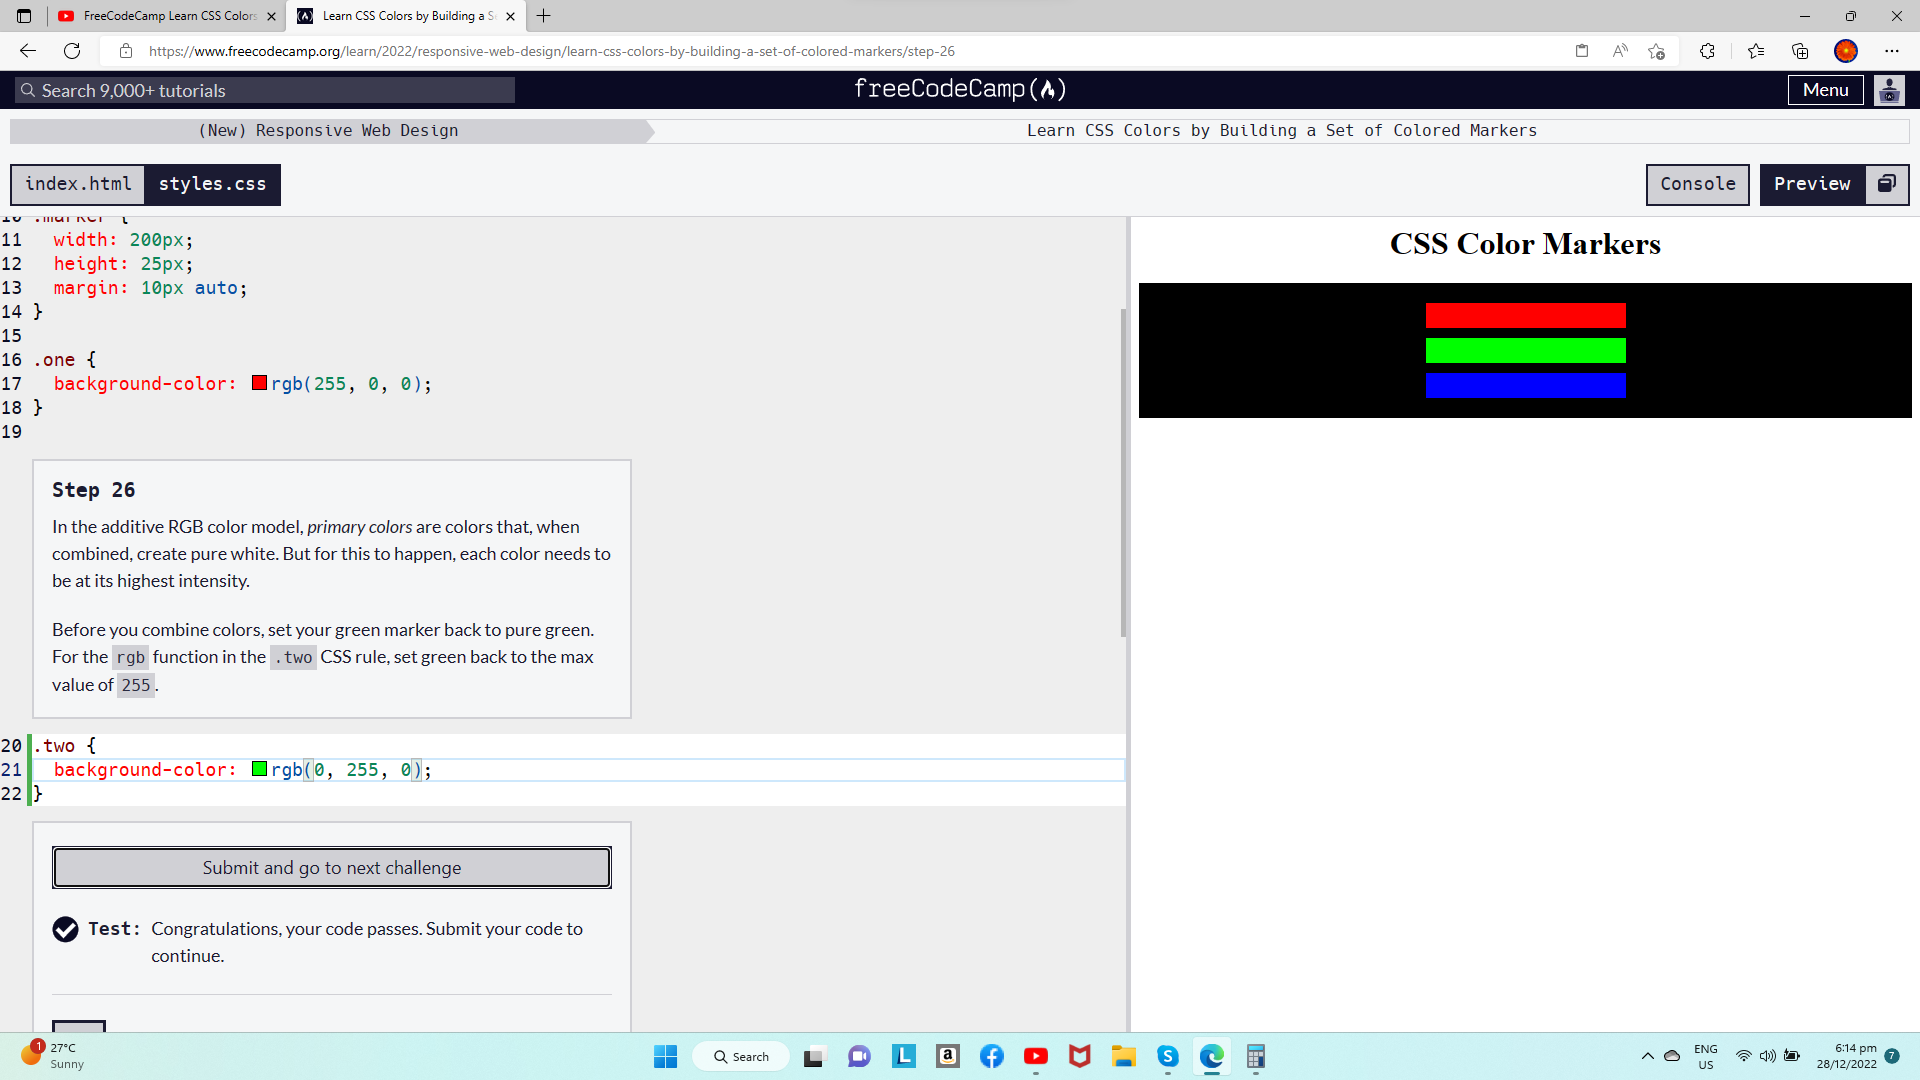 FreeCodeCamp Learn CSS Colors
Learn CSS Colors by Building a Se
https://www.freecodecamp.org/learn/2022/responsive-web-design/learn-css-colors-by-building-a-set-of-colored-markers/step-26
Search 9,000+ tutorials
freeCodeCamp
Menu
(New) Responsive Web Design
Learn CSS Colors by Building a Set of Colored Markers
index.html
styles.css
Console
Preview
10 .marker {
11 width: 200px;
12 height: 25px;
13 margin: 10px auto;
14 }
15
16 .one {
17 background-color: rgb(255, 0, 0);
18 }
19
Step 26
In the additive RGB color model, primary colors are colors that, when
combined, create pure white. But for this to happen, each color needs to
be at its highest intensity.
Before you combine colors, set your green marker back to pure green.
For the rgb function in the .two CSS rule, set green back to the max
value of 255.
20 .two {
21 background-color: rgb(0, 255, 0);
22 }
Submit and go to next challenge
Test: Congratulations, your code passes. Submit your code to
continue.
CSS Color Markers
1
27°C
Sunny
Search
ENG
US
6:14 pm
28/12/2022
7